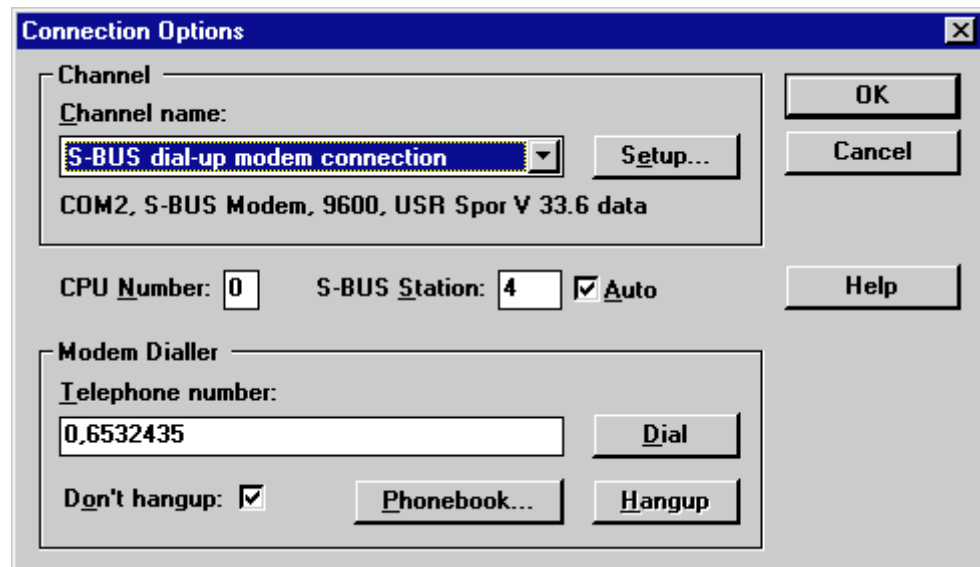 Connection Options
Channel
Channel name:
S-BUS dial-up modem connection
Setup...
COM2, S-BUS Modem, 9600, USR Spor V 33.6 data
OK
Cancel
CPU Number: 0 S-BUS Station: 4 Auto
Help
Modem Dialler
Telephone number:
0,6532435
Dial
Don't hangup:
Phonebook...
Hangup